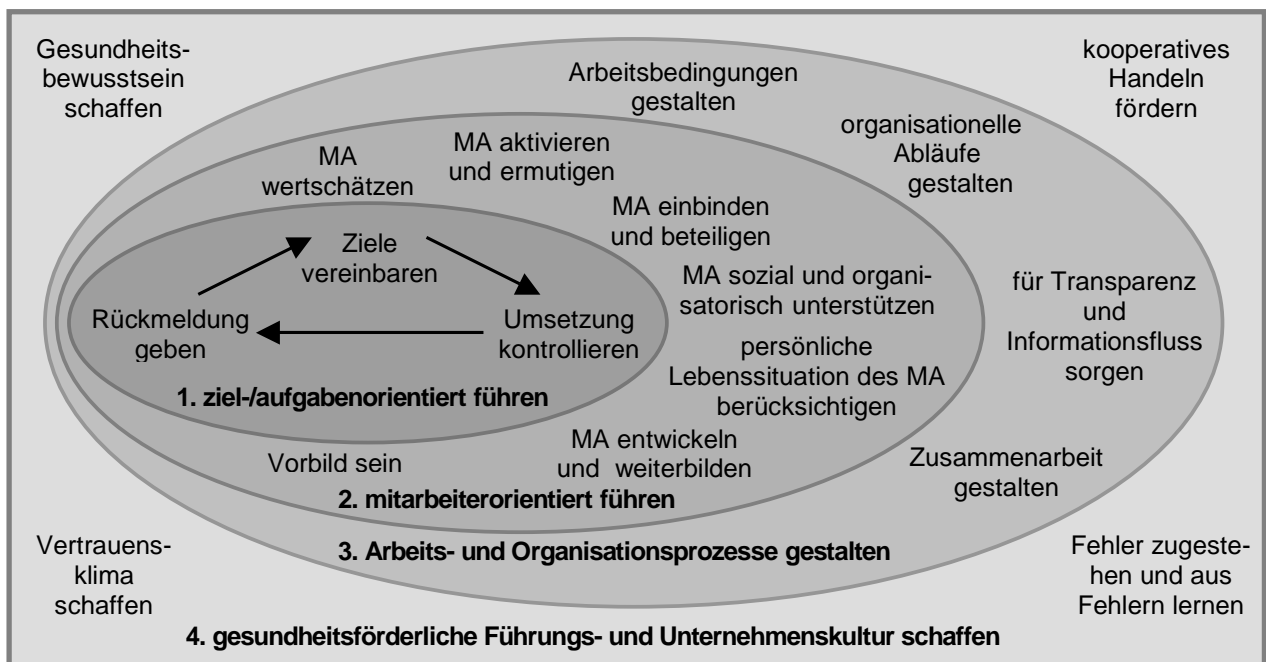 Gesundheits-
bewusstsein
schaffen
kooperatives
Handeln
fördern
Arbeitsbedingungen
gestalten
organisationelle
Abläufe
gestalten
MA aktivieren
und ermutigen
MA
wertschätzen
MA einbinden
und beteiligen
Ziele
vereinbaren
MA sozial und organi-
satorisch unterstützen
für Transparenz
und
Informationsfluss
sorgen
Rückmeldung
geben
Umsetzung
kontrollieren
persönliche
Lebenssituation des MA
berücksichtigen
1. ziel-/aufgabenorientiert führen
MA entwickeln
und weiterbilden
Vorbild sein
Zusammenarbeit
gestalten
2. mitarbeiterorientiert führen
3. Arbeits- und Organisationsprozesse gestalten
Vertrauens-
klima
schaffen
Fehler zugeste-
hen und aus
Fehlern lernen
4. gesundheitsförderliche Führungs- und Unternehmenskultur schaffen